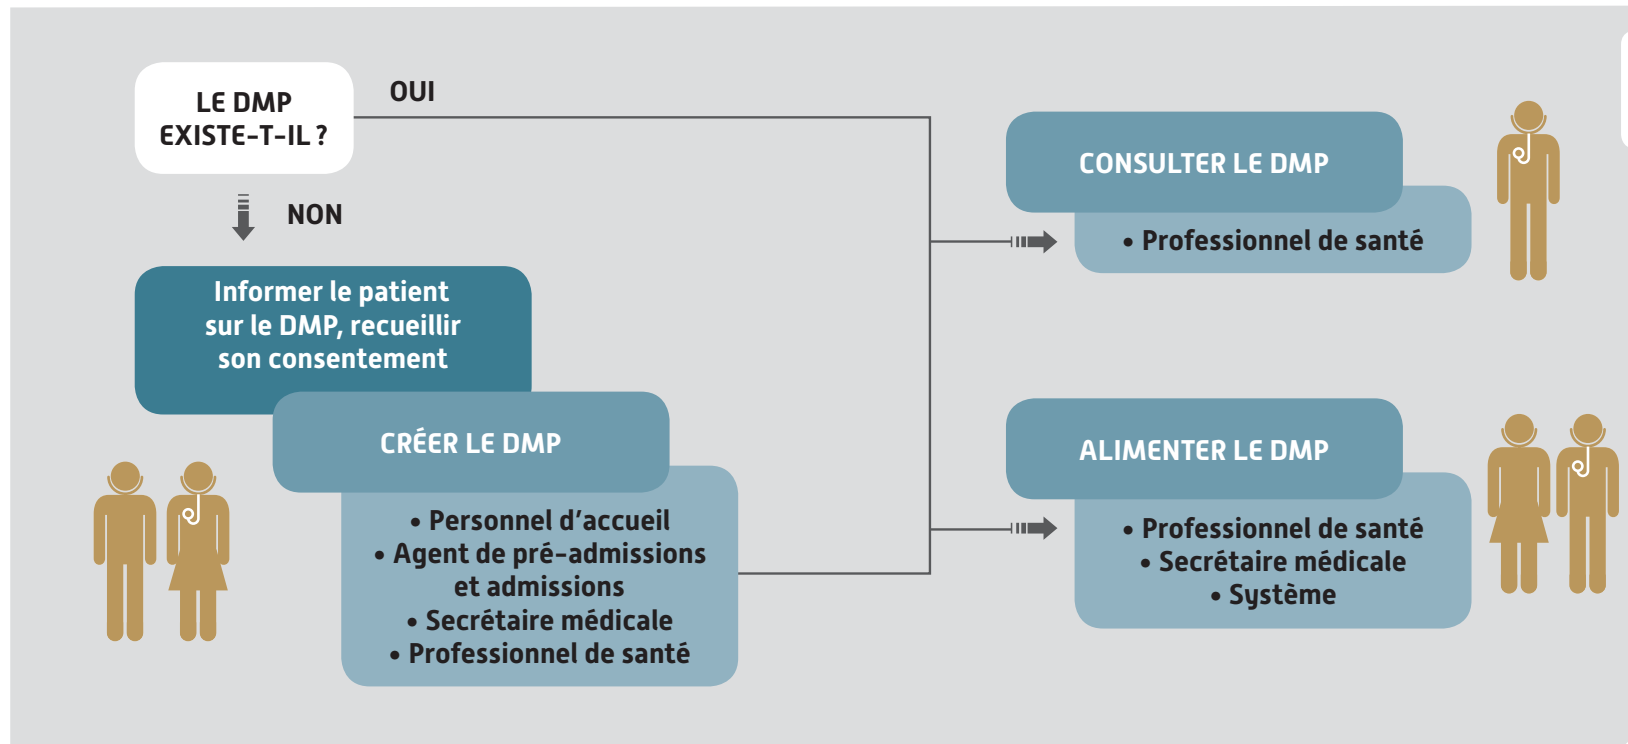 LE DMP
EXISTE-T-IL ?
OUI
NON
Informer le patient
sur le DMP, recueillir
son consentement
CRÉER LE DMP
• Personnel d'accueil
• Agent de pré-admissions
et admissions
• Secrétaire médicale
• Professionnel de santé
CONSULTER LE DMP
• Professionnel de santé
ALIMENTER LE DMP
• Professionnel de santé
• Secrétaire médicale
• Système